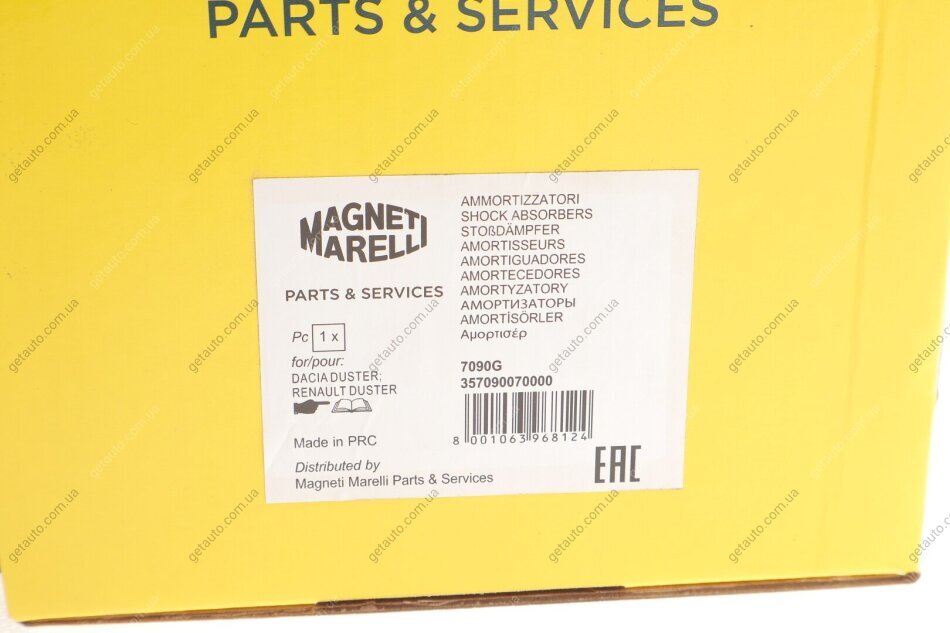 PARTS & SERVICES
MAGNETI
MARELLI
PARTS & SERVICES
Pc 1 x
for/pour:
DACIA DUSTER;
RENAULT DUSTER
Made in PRC
Distributed by
Magneti Marelli Parts & Services
AMMORTIZZATORI
SHOCK ABSORBERS
STOßDÄMPFER
AMORTISSEURS
AMORTIGUADORES
AMORTECEDORES
AMORTYZATORY
АМОРТИЗАТОРЫ
AMORTİSÖRLER
Αμορτισέρ
7090G
357090070000
8 001063 968124
EAC
getauto.com.ua